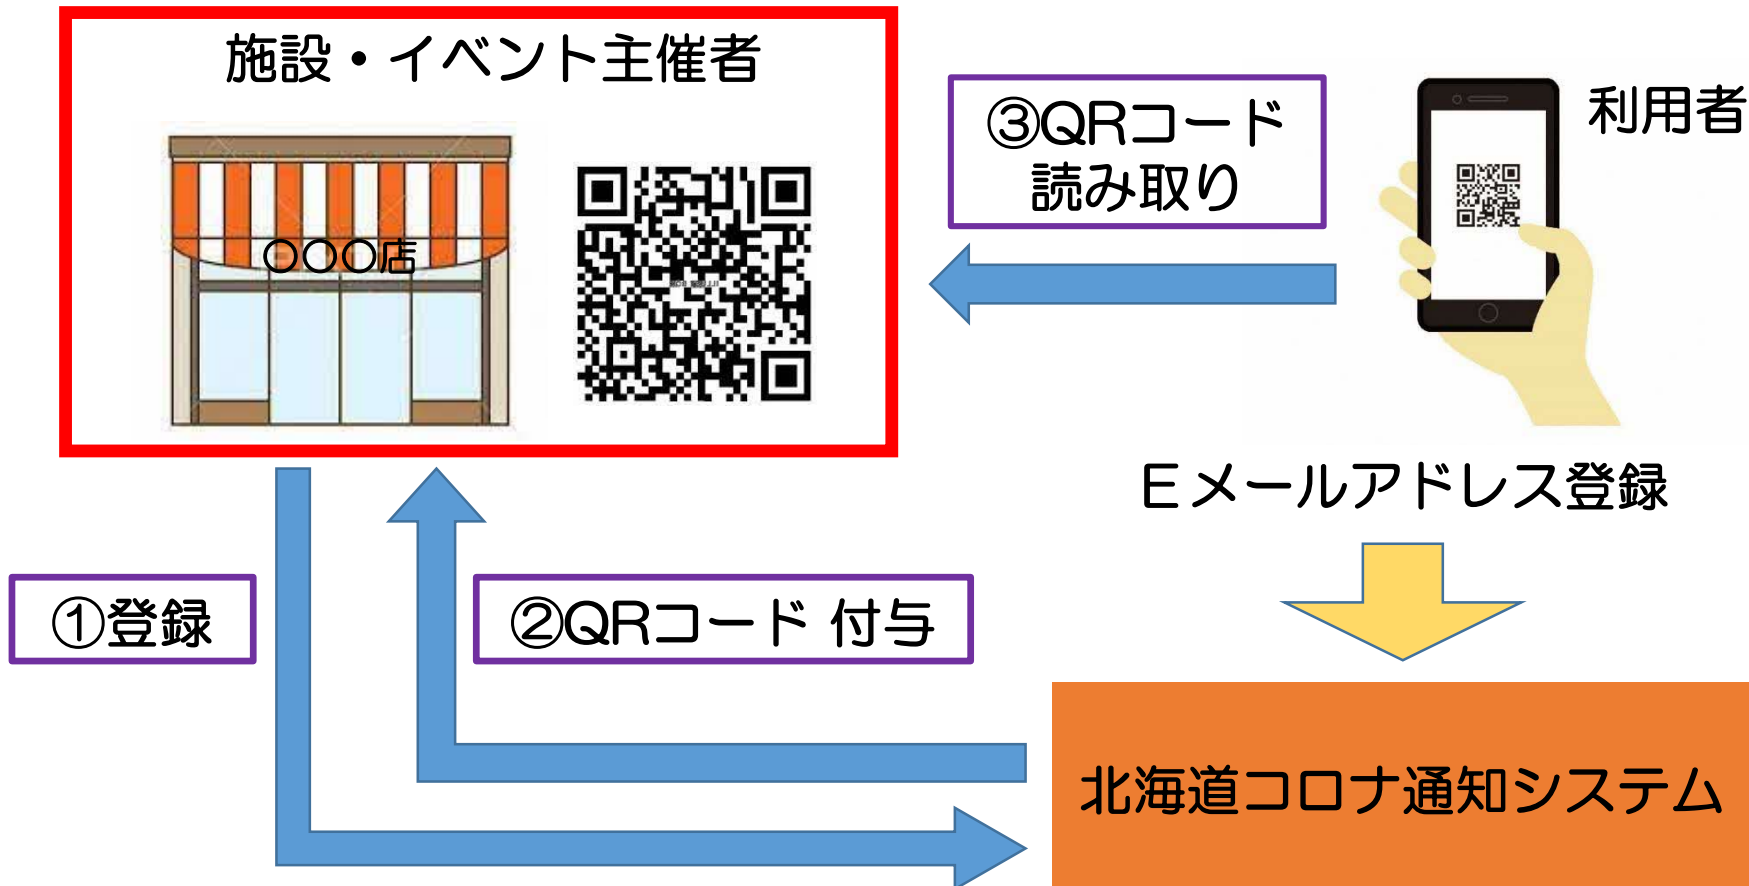 施設・イベント主催者
③QRコード
読み取り
利用者
〇〇〇店
Eメールアドレス登録
①登録
②QRコード 付与
北海道コロナ通知システム